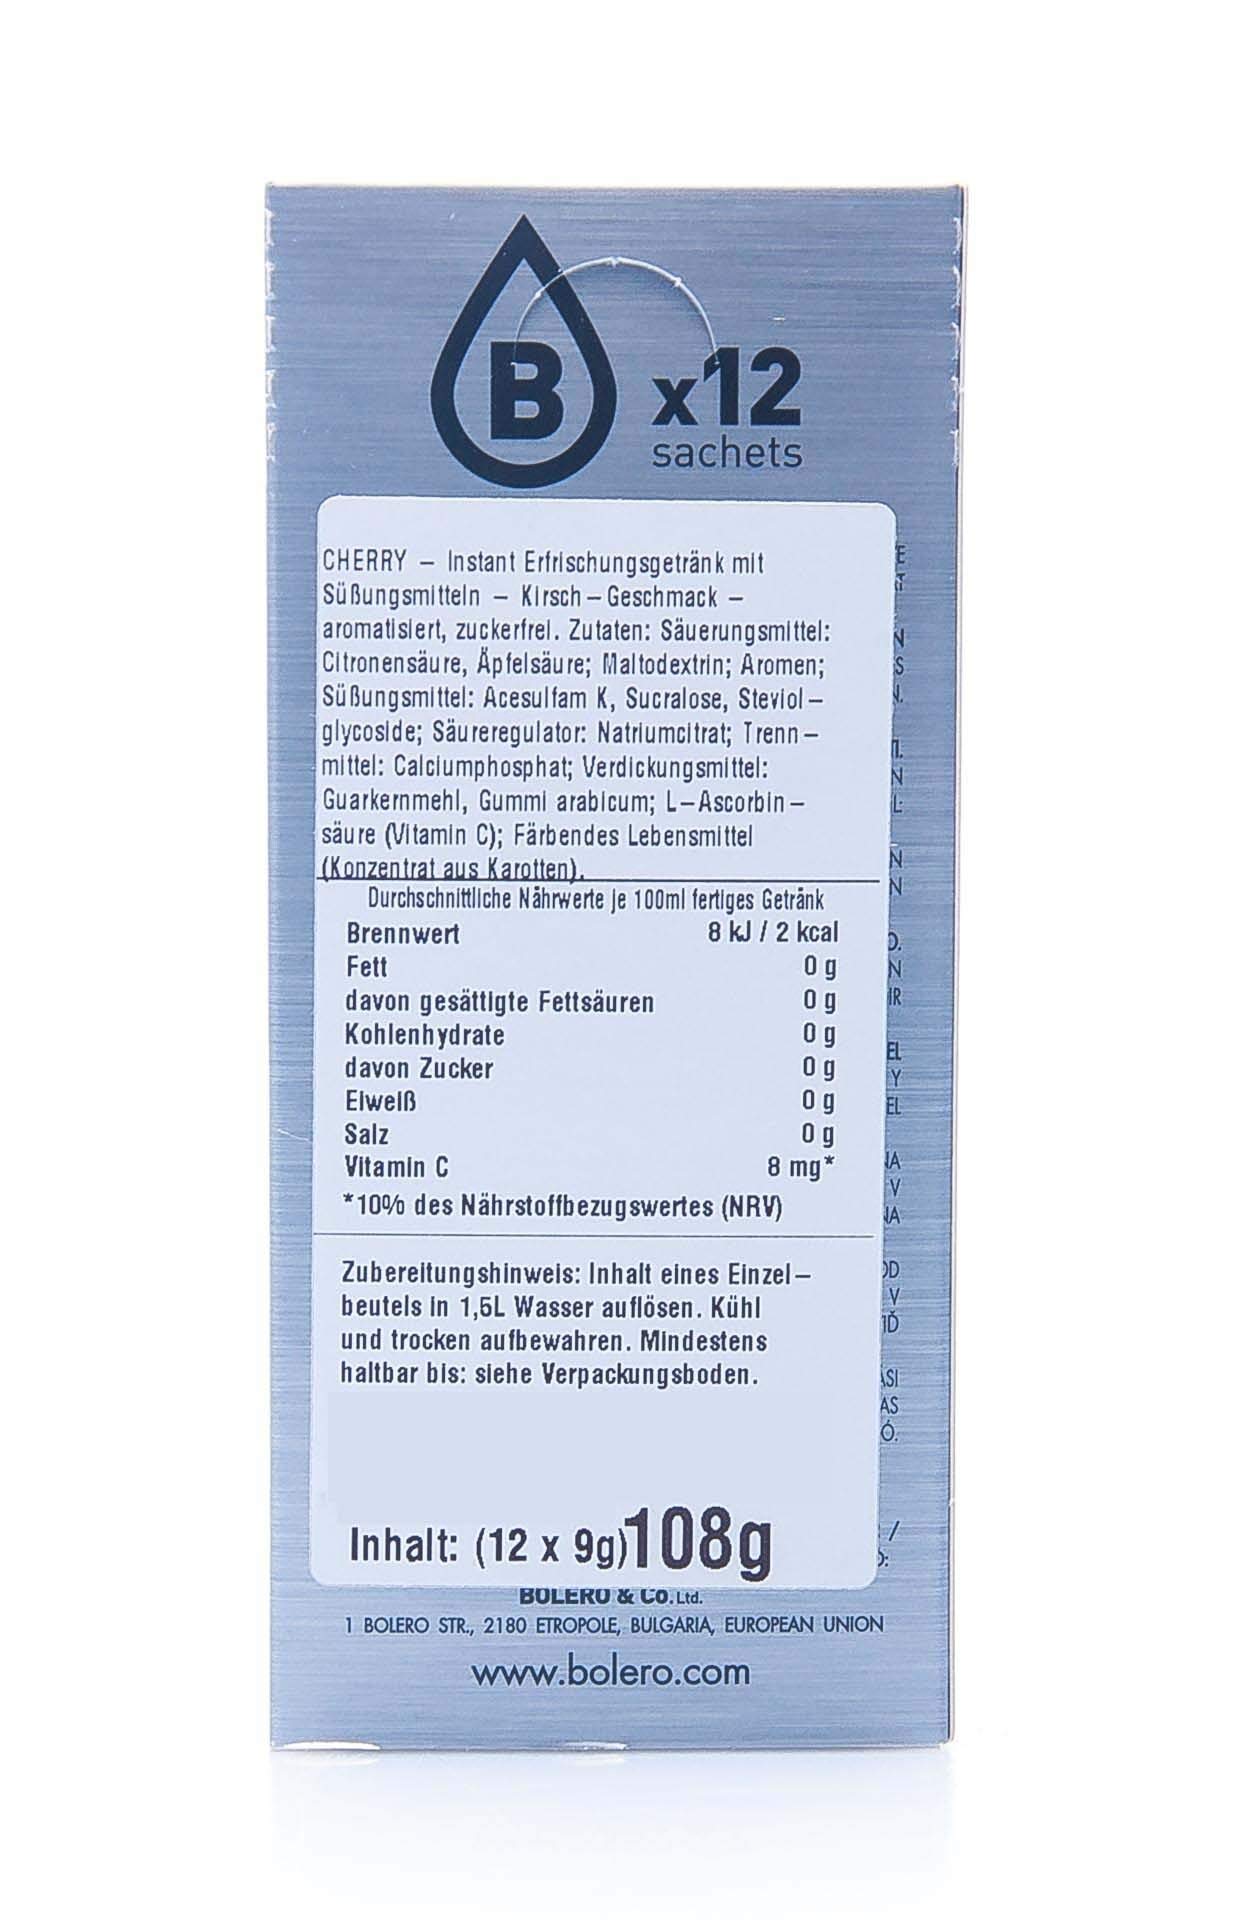 B x12
sachets
CHERRY – Instant Erfrischungsgetränk mit
Süßungsmitteln – Kirsch–Geschmack –
aromatisiert, zuckerfrei. Zutaten: Säuerungsmittel:
Citronensäure, Äpfelsäure; Maltodextrin; Aromen;
Süßungsmittel: Acesulfam K, Sucralose, Steviol–
glycoside; Säureregulator: Natriumcitrat; Trenn–
mittel: Calciumphosphat; Verdickungsmittel:
Guarkernmehl, Gummi arabicum; L–Ascorbin–
säure (Vitamin C); Färbendes Lebensmittel
(Konzentrat aus Karotten).
Durchschnittliche Nährwerte je 100ml fertiges Getränk
Brennwert 8 kJ / 2 kcal
Fett 0 g
davon gesättigte Fettsäuren 0 g
Kohlenhydrate 0 g
davon Zucker 0 g
Eiweiß 0 g
Salz 0 g
Vitamin C 8 mg*
*10% des Nährstoffbezugswertes (NRV)
Zubereitungshinweis: Inhalt eines Einzel–
beutels in 1,5L Wasser auflösen. Kühl
und trocken aufbewahren. Mindestens
haltbar bis: siehe Verpackungsboden.
Inhalt: (12 x 9g)108g
BOLERO & Co. Ltd.
1 BOLERO STR., 2180 ETROPOLE, BULGARIA, EUROPEAN UNION
www.bolero.com